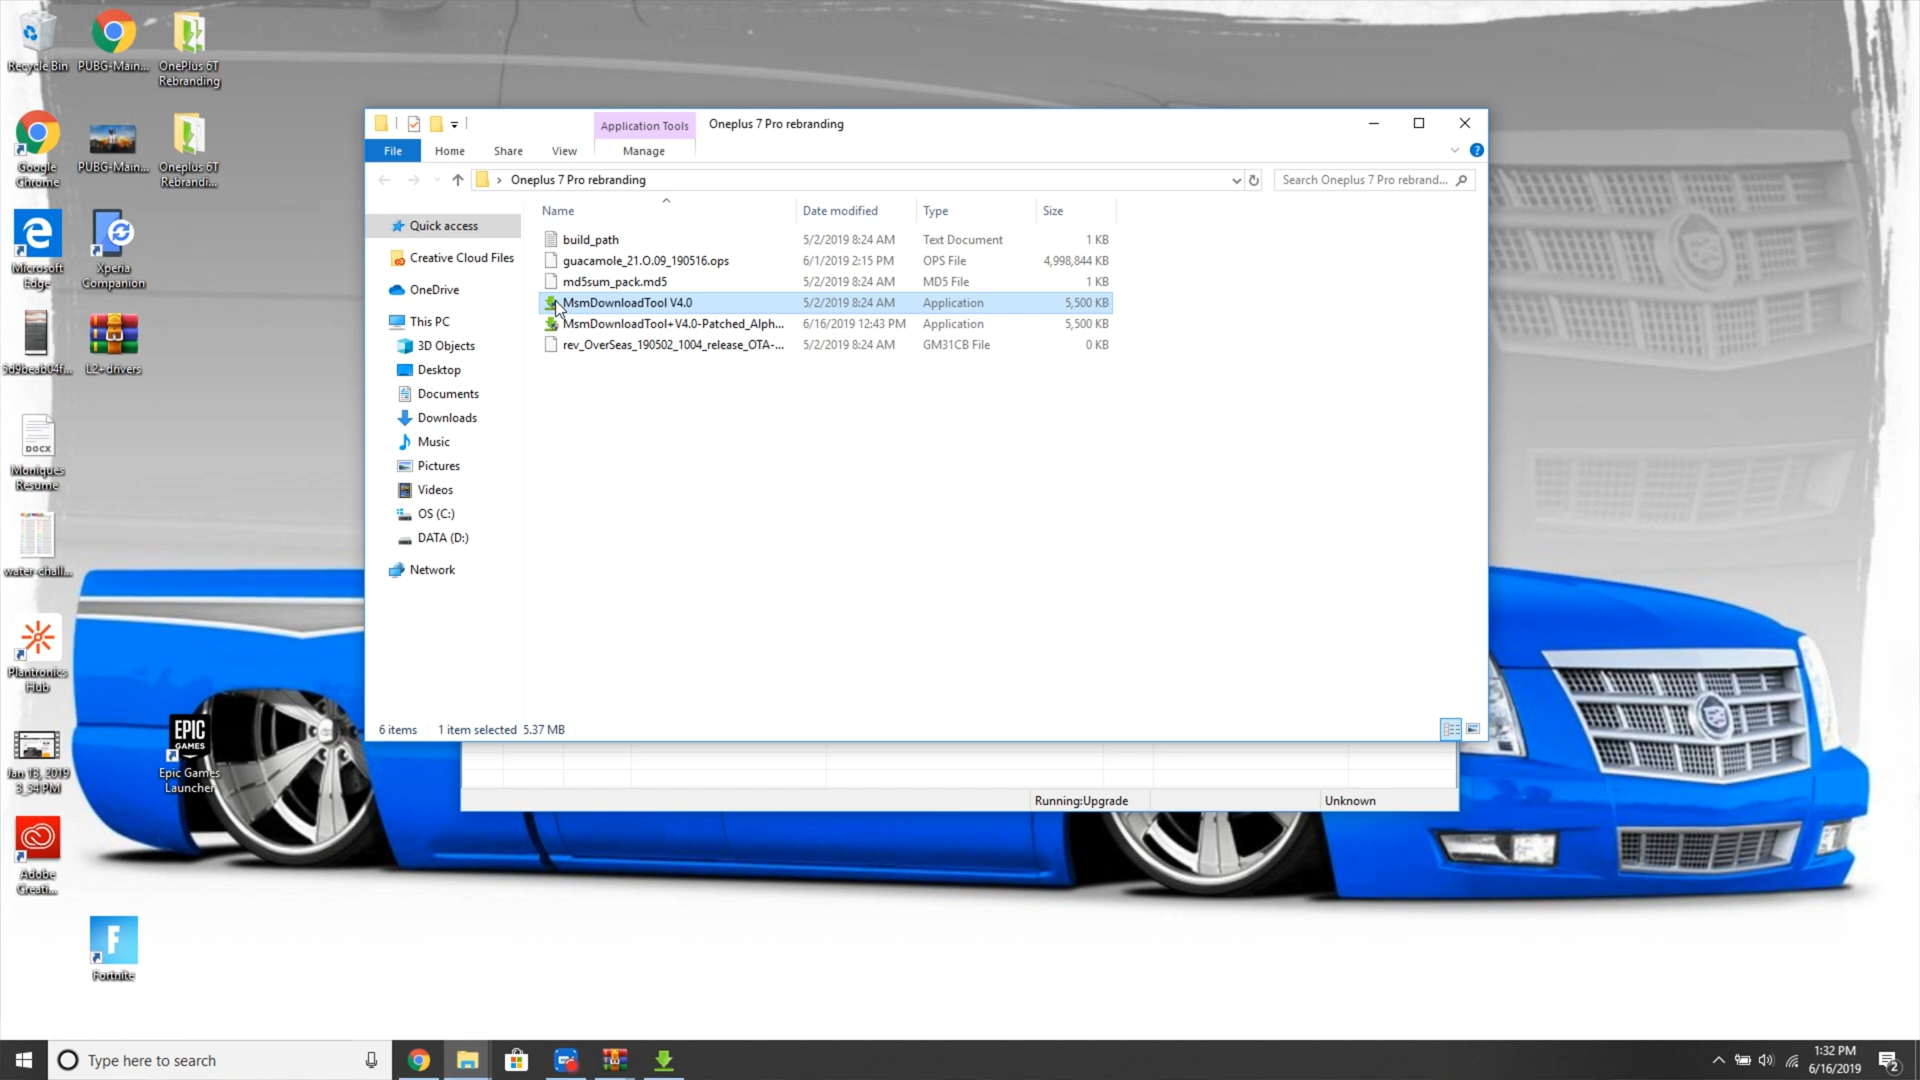 Recycle Bin
PUBG-Main...
OnePlus 6T
Rebranding
Google
Chrome
PUBG-Main...
Oneplus 6T
Rebrandi...
Microsoft
Edge
Xperia
Companion
5d9beab04f...
L2+drivers
DOCX
Moniques
Resume
water-chall...
Plantronics
Hub
Jan 13, 2019
3_54 PM
EPIC
GAMES
Epic Games
Launcher
Adobe
Creati...
Fortnite
Application Tools
Oneplus 7 Pro rebranding
File
Home
Share
View
Manage
Oneplus 7 Pro rebranding
Search Oneplus 7 Pro rebrand...
Name
Date modified
Type
Size
Quick access
Creative Cloud Files
OneDrive
This PC
3D Objects
Desktop
Documents
Downloads
Music
Pictures
Videos
OS (C:)
DATA (D:)
Network
build_path 5/2/2019 8:24 AM Text Document 1 KB
guacamole_21.O.09_190516.ops 6/1/2019 2:15 PM OPS File 4,998,844 KB
md5sum_pack.md5 5/2/2019 8:24 AM MD5 File 1 KB
MsmDownloadTool V4.0 5/2/2019 8:24 AM Application 5,500 KB
MsmDownloadTool+V4.0-Patched_Alph... 6/16/2019 12:43 PM Application 5,500 KB
rev_OverSeas_190502_1004_release_OTA-... 5/2/2019 8:24 AM GM31CB File 0 KB
6 items
1 item selected 5.37 MB
Running:Upgrade
Unknown
Type here to search
1:32 PM
6/16/2019
2